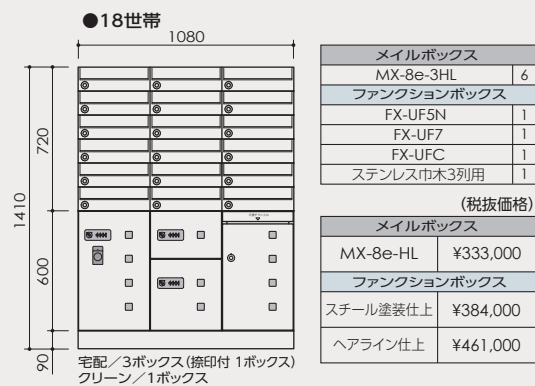 ●18世帯
1080
1410
720
600
90
宅配／3ボックス(捺印付 1ボックス)
クリーン／1ボックス
メイルボックス
MX-8e-3HL 6
ファンクションボックス
FX-UF5N 1
FX-UF7 1
FX-UFC 1
ステンレス巾木3列用 1
(税抜価格)
メイルボックス
MX-8e-HL ¥333,000
ファンクションボックス
スチール塗装仕上 ¥384,000
ヘアライン仕上 ¥461,000